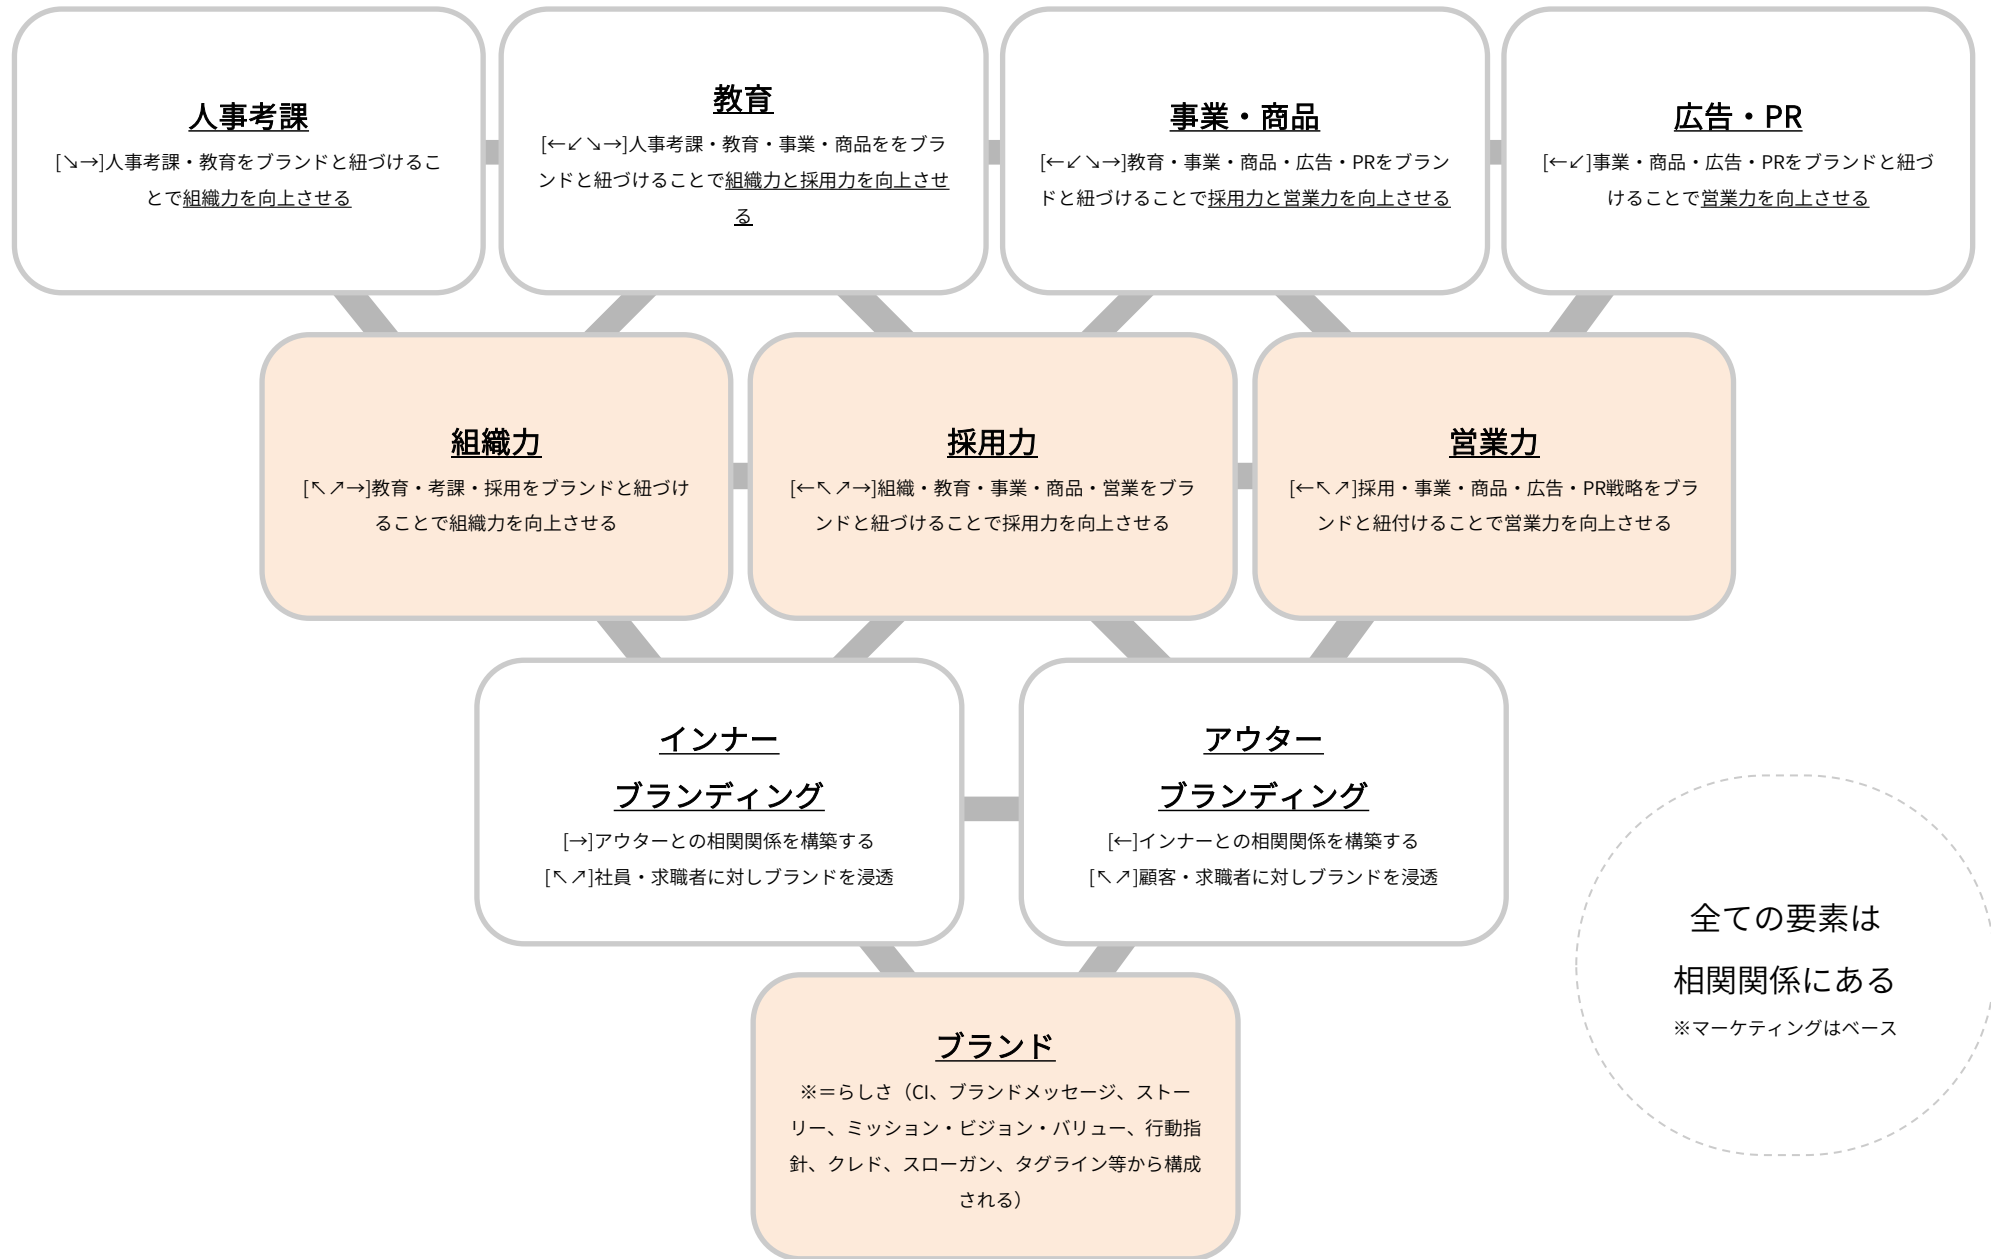 人事考課
[↘→]人事考課・教育をブランドと紐づけるこ
とで組織力を向上させる
教育
[←↙↘→]人事考課・教育・事業・商品ををブラ
ンドと紐づけることで組織力と採用力を向上させ
る
事業・商品
[←↙↘→]教育・事業・商品・広告・PRをブラン
ドと紐づけることで採用力と営業力を向上させる
広告・PR
[←↙]事業・商品・広告・PRをブランドと紐づ
けることで営業力を向上させる
組織力
[↖↗→]教育・考課・採用をブランドと紐づけ
ることで組織力を向上させる
採用力
[←↖↗→]組織・教育・事業・商品・営業をブラ
ンドと紐づけることで採用力を向上させる
営業力
[←↖↗]採用・事業・商品・広告・PR戦略をブラ
ンドと紐付けることで営業力を向上させる
インナー
ブランディング
[→]アウターとの相関関係を構築する
[↖↗]社員・求職者に対しブランドを浸透
アウター
ブランディング
[←]インナーとの相関関係を構築する
[↖↗]顧客・求職者に対しブランドを浸透
全ての要素は
相関関係にある
※マーケティングはベース
ブランド
※＝らしさ（CI、ブランドメッセージ、ストー
リー、ミッション・ビジョン・バリュー、行動指
針、クレド、スローガン、タグライン等から構成
される）